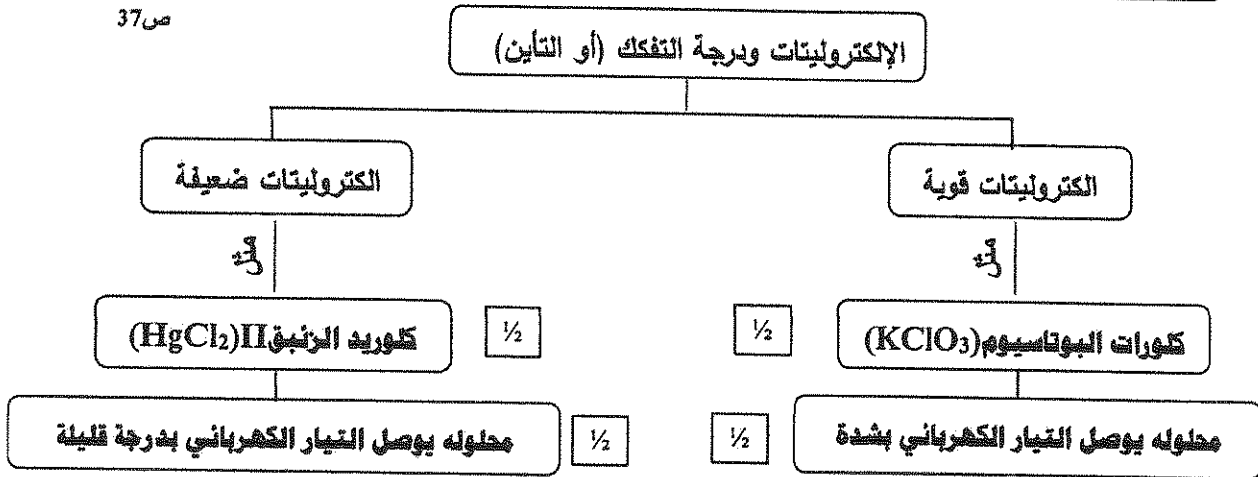 ص37
الإلكتروليتات ودرجة التفكك (أو التأين)
الكتروليتات قوية
الكتروليتات ضعيفة
مثل
مثل
كلورات البوتاسيوم(KClO₃)
½
½
كلوريد الزئبقII(HgCl₂)
محلوله يوصل التيار الكهربائي بشدة
½
½
محلوله يوصل التيار الكهربائي بدرجة قليلة